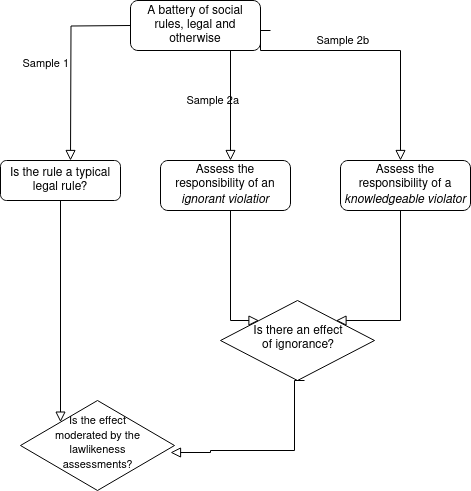 A battery of social
rules, legal and
otherwise
Sample 1
Sample 2b
Sample 2a
Is the rule a typical
legal rule?
Assess the
responsibility of an
ignorant violatior
Assess the
responsibility of a
knowledgeable violator
Is there an effect
of ignorance?
Is the effect
moderated by the
lawlikeness
assessments?